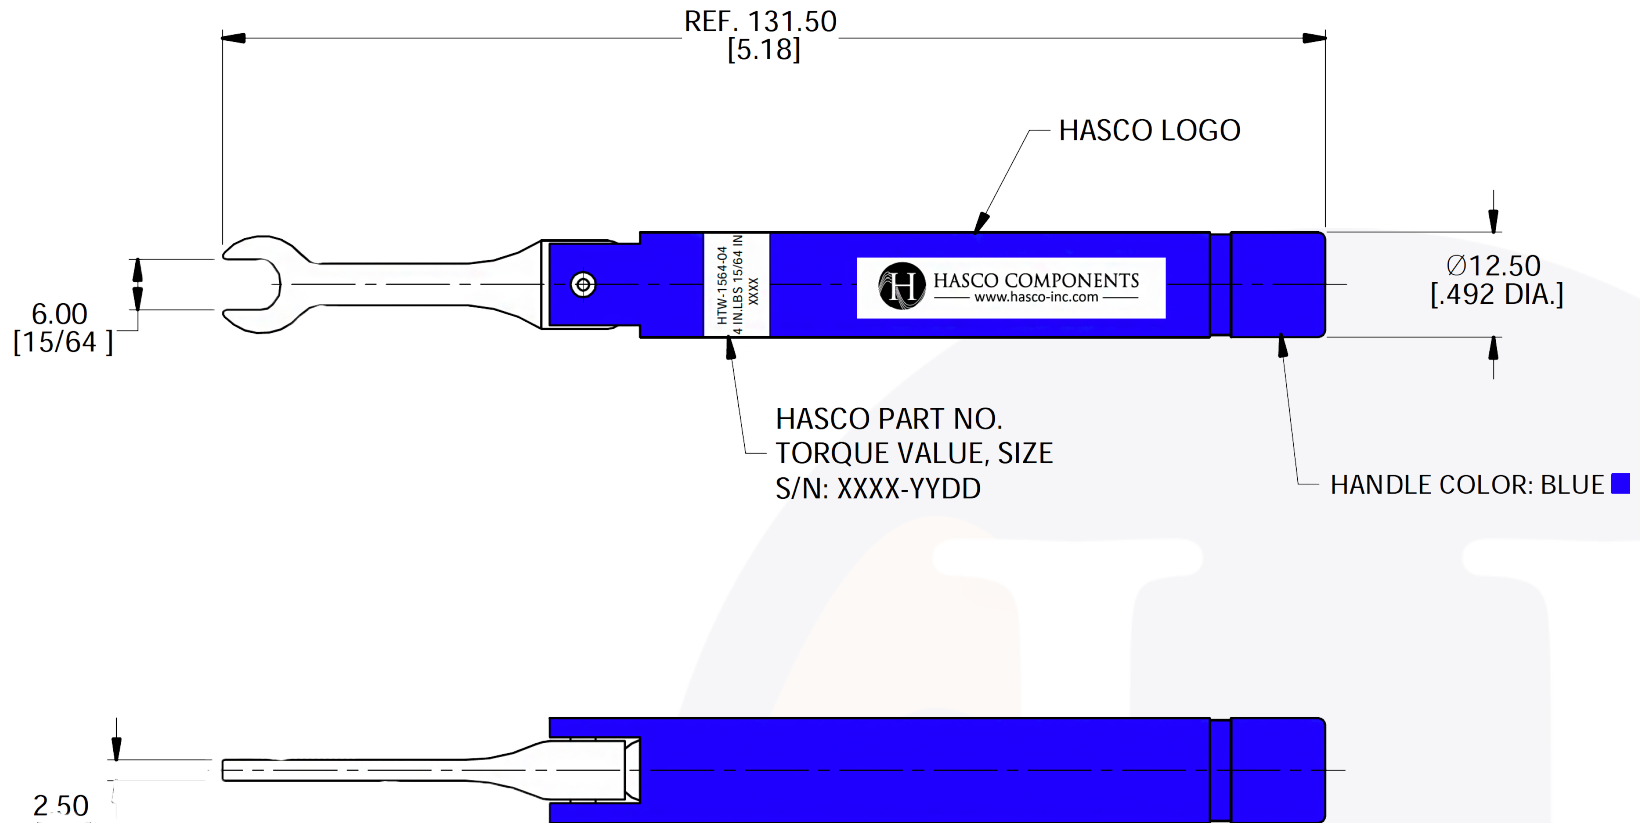 REF. 131.50
[5.18]
HASCO LOGO
6.00
[15/64 ]
HTW-1564-04
4 IN.LBS 15/64 IN
XXXX
H
HASCO COMPONENTS
www.hasco-inc.com
Ø12.50
[.492 DIA.]
HASCO PART NO.
TORQUE VALUE, SIZE
S/N: XXXX-YYDD
HANDLE COLOR: BLUE
2.50